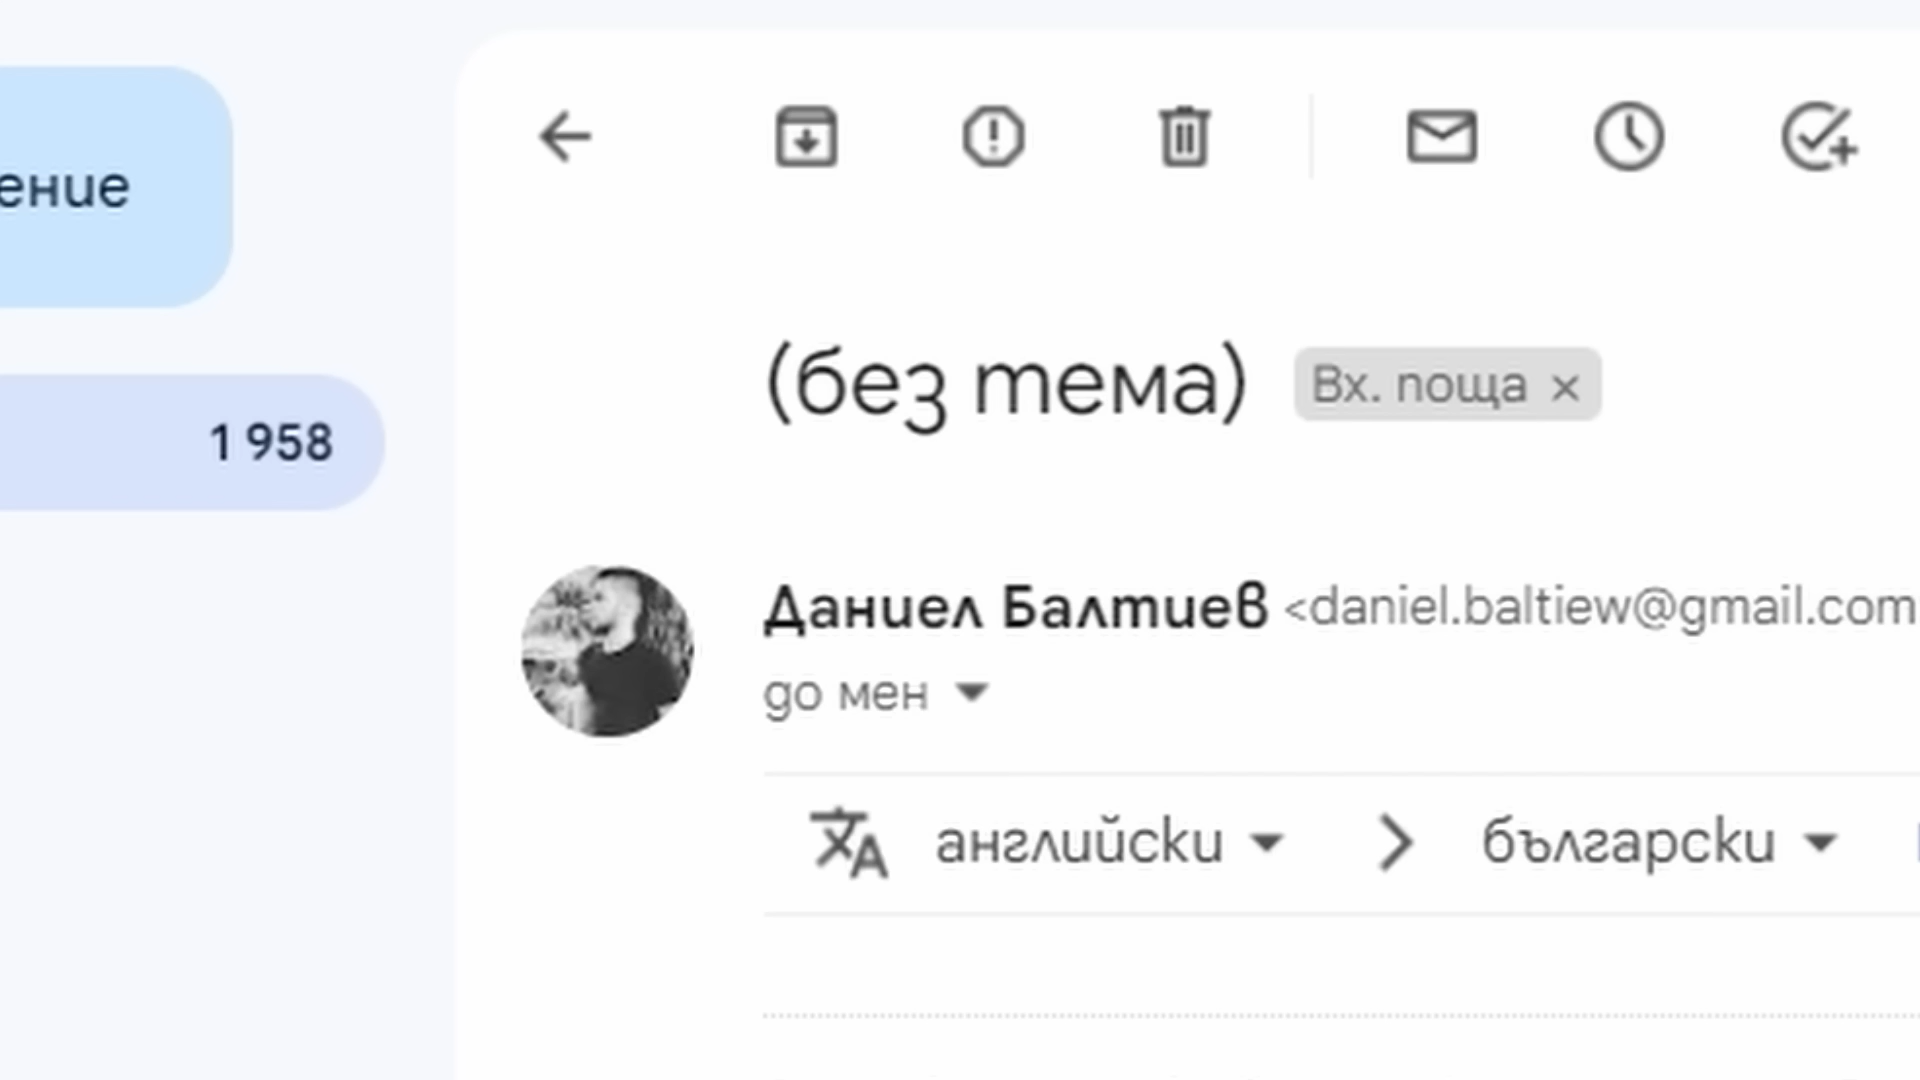 ение
1 958
(без тема) Вх. поща ×
Даниел Балтиев <daniel.baltiew@gmail.com
до мен
английски > български